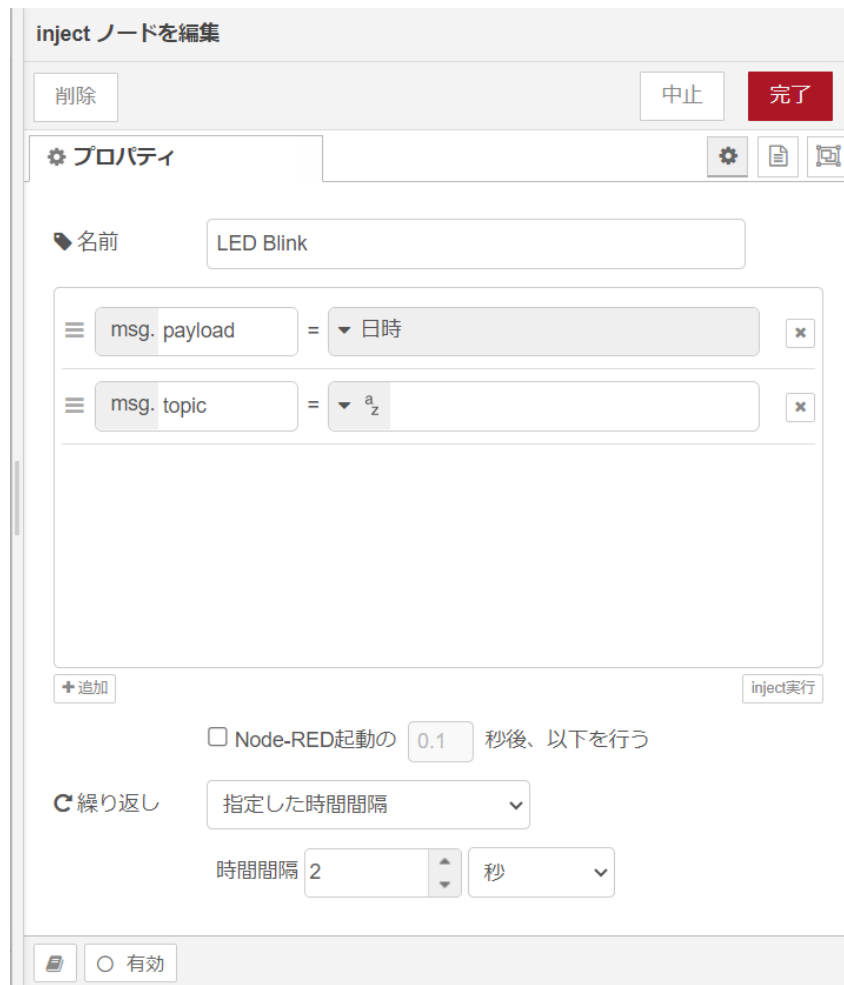 inject ノードを編集
削除 中止 完了
プロパティ
名前 LED Blink
msg. payload = 日時
msg. topic = az
追加 inject実行
Node-RED起動の 0.1 秒後、以下を行う
繰り返し 指定した時間間隔
時間間隔 2 秒
有効